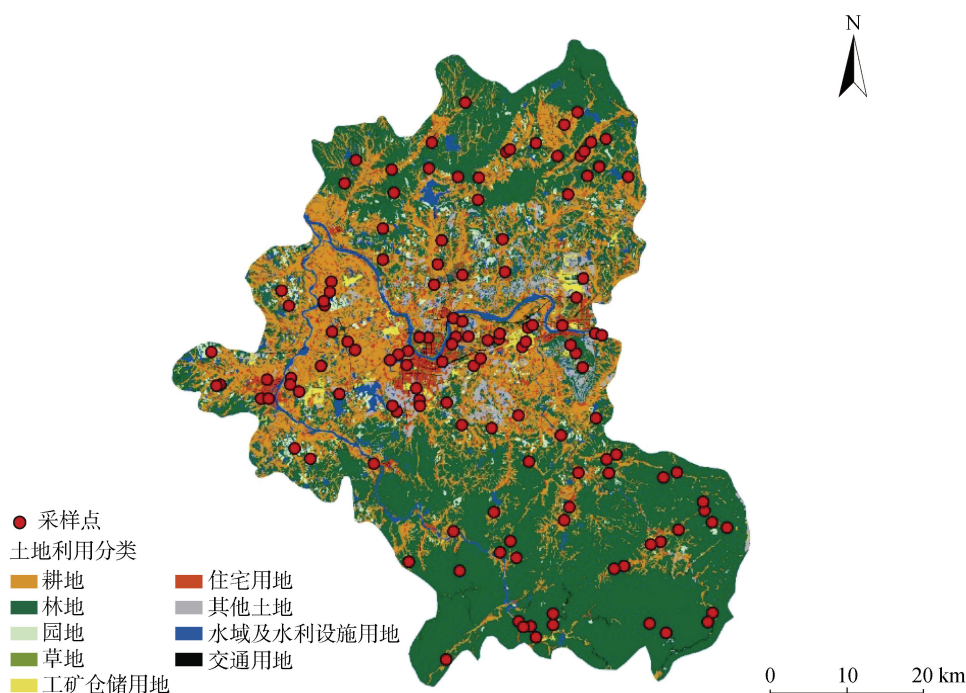 N
采样点
土地利用分类
耕地
林地
园地
草地
工矿仓储用地
住宅用地
其他土地
水域及水利设施用地
交通用地
0 10 20 km